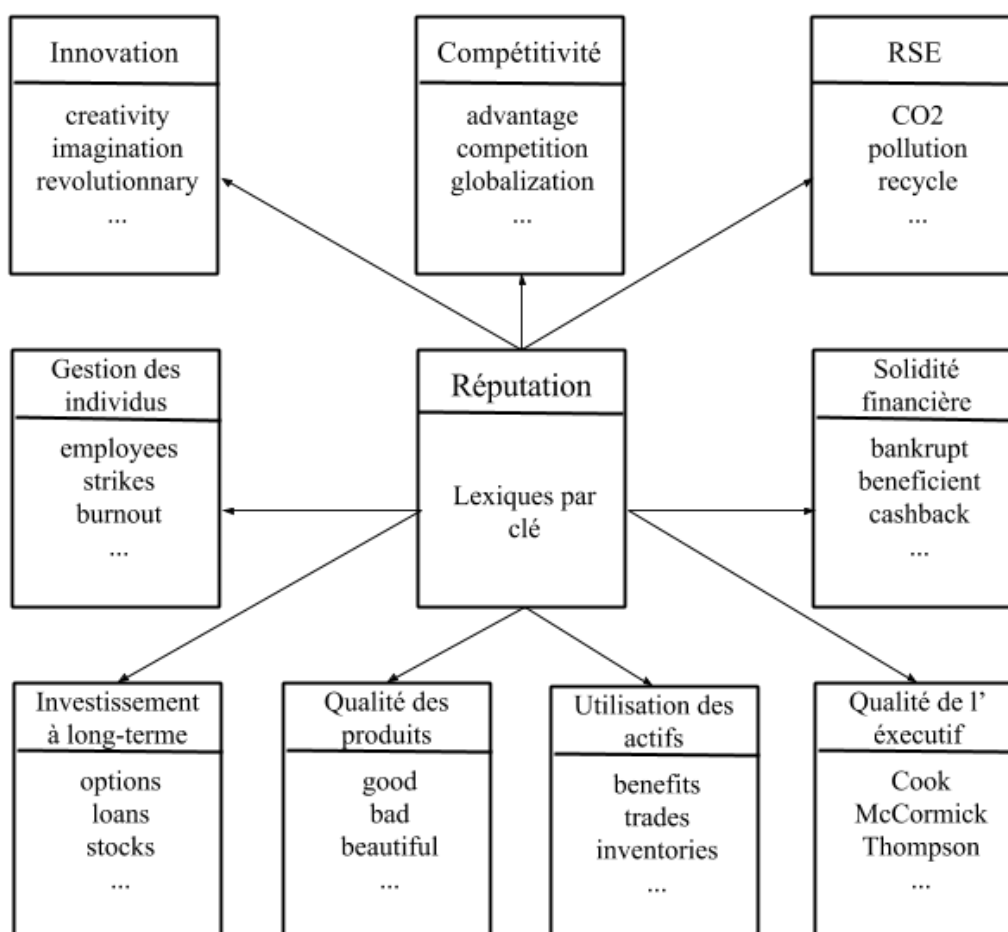 Innovation
creativity
imagination
revolutionnary
...
Compétitivité
advantage
competition
globalization
...
RSE
CO2
pollution
recycle
...
Gestion des
individus
employees
strikes
burnout
...
Réputation
Lexiques par
clé
Solidité
financière
bankrupt
beneficient
cashback
...
Investissement
à long-terme
options
loans
stocks
...
Qualité des
produits
good
bad
beautiful
...
Utilisation des
actifs
benefits
trades
inventories
...
Qualité de l’
éxecutif
Cook
McCormick
Thompson
...